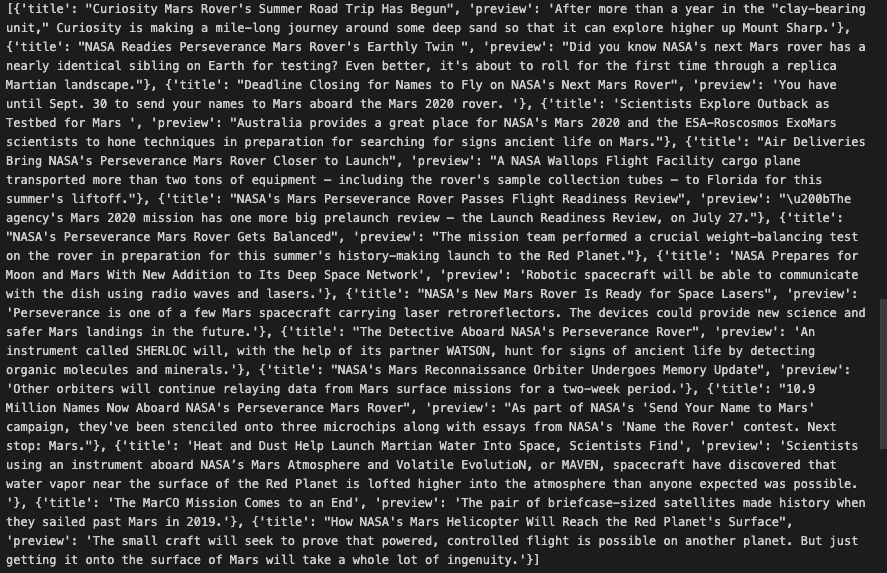 [{'title': "Curiosity Mars Rover's Summer Road Trip Has Begun", 'preview': 'After more than a year in the "clay-bearing
unit," Curiosity is making a mile-long journey around some deep sand so that it can explore higher up Mount Sharp.'},
{'title': "NASA Readies Perseverance Mars Rover's Earthly Twin ", 'preview': "Did you know NASA's next Mars rover has a
nearly identical sibling on Earth for testing? Even better, it's about to roll for the first time through a replica
Martian landscape."}, {'title': "Deadline Closing for Names to Fly on NASA's Next Mars Rover", 'preview': 'You have
until Sept. 30 to send your names to Mars aboard the Mars 2020 rover. '}, {'title': 'Scientists Explore Outback as
Testbed for Mars ', 'preview': "Australia provides a great place for NASA's Mars 2020 and the ESA-Roscosmos ExoMars
scientists to hone techniques in preparation for searching for signs ancient life on Mars."}, {'title': "Air Deliveries
Bring NASA's Perseverance Mars Rover Closer to Launch", 'preview': "A NASA Wallops Flight Facility cargo plane
transported more than two tons of equipment — including the rover's sample collection tubes — to Florida for this
summer's liftoff."}, {'title': "NASA's Mars Perseverance Rover Passes Flight Readiness Review", 'preview': "\u200bThe
agency's Mars 2020 mission has one more big prelaunch review – the Launch Readiness Review, on July 27."}, {'title':
"NASA's Perseverance Mars Rover Gets Balanced", 'preview': "The mission team performed a crucial weight-balancing test
on the rover in preparation for this summer's history-making launch to the Red Planet."}, {'title': 'NASA Prepares for
Moon and Mars With New Addition to Its Deep Space Network', 'preview': 'Robotic spacecraft will be able to communicate
with the dish using radio waves and lasers.'}, {'title': "NASA's New Mars Rover Is Ready for Space Lasers", 'preview':
'Perseverance is one of a few Mars spacecraft carrying laser retroreflectors. The devices could provide new science and
safer Mars landings in the future.'}, {'title': "The Detective Aboard NASA's Perseverance Rover", 'preview': 'An
instrument called SHERLOC will, with the help of its partner WATSON, hunt for signs of ancient life by detecting
organic molecules and minerals.'}, {'title': "NASA's Mars Reconnaissance Orbiter Undergoes Memory Update", 'preview':
'Other orbiters will continue relaying data from Mars surface missions for a two-week period.'}, {'title': "10.9
Million Names Now Aboard NASA's Perseverance Mars Rover", 'preview': "As part of NASA's 'Send Your Name to Mars'
campaign, they've been stenciled onto three microchips along with essays from NASA's 'Name the Rover' contest. Next
stop: Mars."}, {'title': 'Heat and Dust Help Launch Martian Water Into Space, Scientists Find', 'preview': 'Scientists
using an instrument aboard NASA’s Mars Atmosphere and Volatile EvolutioN, or MAVEN, spacecraft have discovered that
water vapor near the surface of the Red Planet is lofted higher into the atmosphere than anyone expected was possible.
'}, {'title': 'The MarCO Mission Comes to an End', 'preview': 'The pair of briefcase-sized satellites made history when
they sailed past Mars in 2019.'}, {'title': "How NASA's Mars Helicopter Will Reach the Red Planet's Surface",
'preview': 'The small craft will seek to prove that powered, controlled flight is possible on another planet. But just
getting it onto the surface of Mars will take a whole lot of ingenuity.'}]